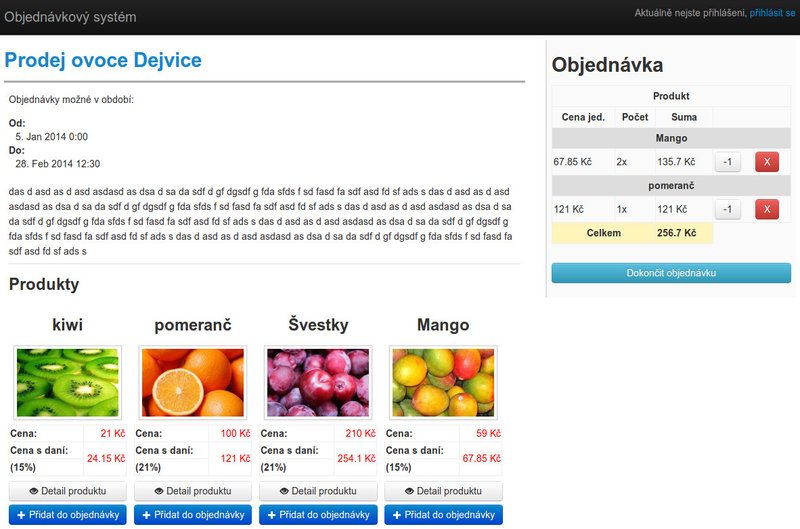 Objednávkový systém
Aktuálně nejste přihlášeni, přihlásit se
Prodej ovoce Dejvice
Objednávky možné v období:
Od:
5. Jan 2014 0:00
Do:
28. Feb 2014 12:30
das d asd as d asd asdasd as dsa d sa da sdf d gf dgsdf g fda sfds f sd fasd fa sdf asd fd sf ads s das d asd as d asd
asdasd as dsa d sa da sdf d gf dgsdf g fda sfds f sd fasd fa sdf asd fd sf ads s das d asd as d asd asdasd as dsa d sa
da sdf d gf dgsdf g fda sfds f sd fasd fa sdf asd fd sf ads s das d asd as d asd asdasd as dsa d sa da sdf d gf dgsdf g
fda sfds f sd fasd fa sdf asd fd sf ads s das d asd as d asd asdasd as dsa d sa da sdf d gf dgsdf g fda sfds f sd fasd fa
sdf asd fd sf ads s
Produkty
kiwi
Cena: 21 Kč
Cena s daní: (15%) 24.15 Kč
Detail produktu
Přidat do objednávky
pomeranč
Cena: 100 Kč
Cena s daní: (21%) 121 Kč
Detail produktu
Přidat do objednávky
Švestky
Cena: 210 Kč
Cena s daní: (21%) 254.1 Kč
Detail produktu
Přidat do objednávky
Mango
Cena: 59 Kč
Cena s daní: (15%) 67.85 Kč
Detail produktu
Přidat do objednávky
Objednávka
Produkt
Cena jed. Počet Suma
Mango
67.85 Kč 2x 135.7 Kč -1 X
pomeranč
121 Kč 1x 121 Kč -1 X
Celkem 256.7 Kč
Dokončit objednávku